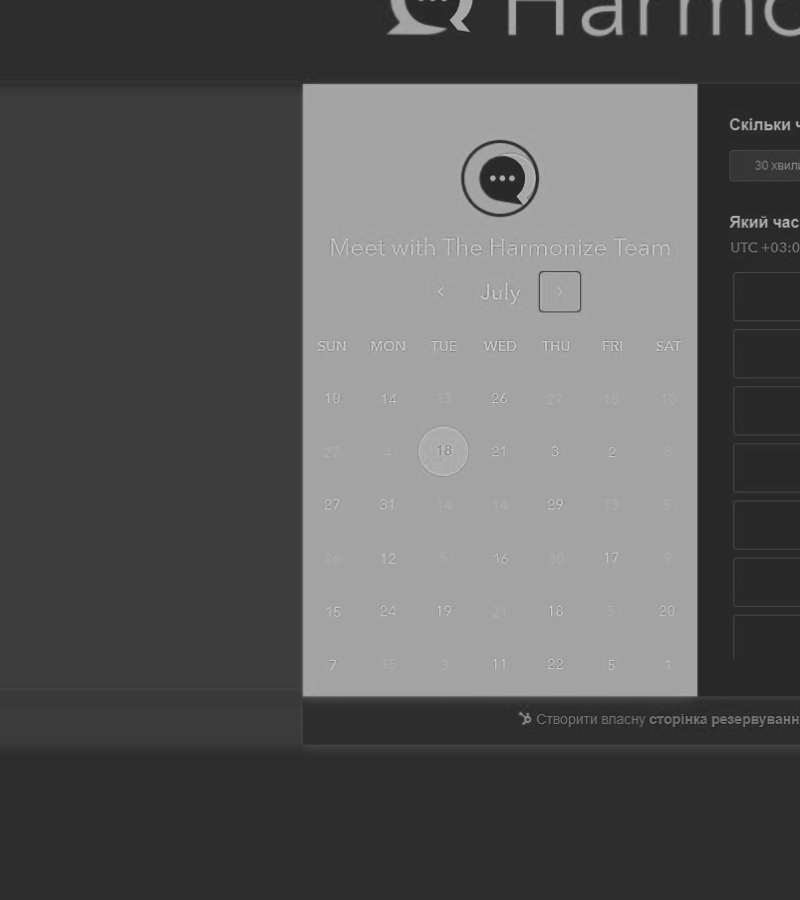 Harmo
Meet with The Harmonize Team
July
SUN MON TUE WED THU FRI SAT
10 14 15 26 27 18 10
27 4 18 21 3 2 8
27 31 14 14 29 13 5
26 12 5 16 30 17 9
15 24 19 21 18 5 20
7 15 3 11 22 5 1
Скільки ч
30 хвили
Який час
UTC +03:0
Створити власну сторінка резервуванн